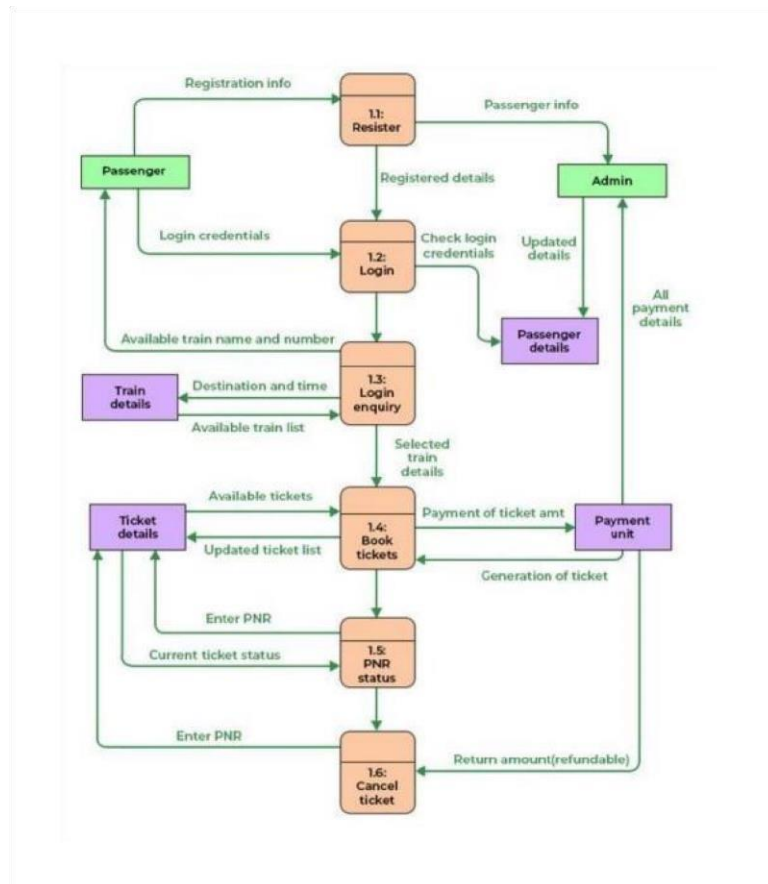 Registration info
1.1:
Resister
Passenger info
Passenger
Admin
Registered details
Login credentials
1.2:
Login
Check login
credentials
Updated
details
All
payment
details
Passenger
details
Available train name and number
1.3:
Login
enquiry
Train
details
Destination and time
Available train list
Selected
train
details
Available tickets
Ticket
details
Updated ticket list
1.4:
Book
tickets
Payment of ticket amt
Payment
unit
Generation of ticket
Enter PNR
Current ticket status
1.5:
PNR
status
Enter PNR
Return amount(refundable)
1.6:
Cancel
ticket